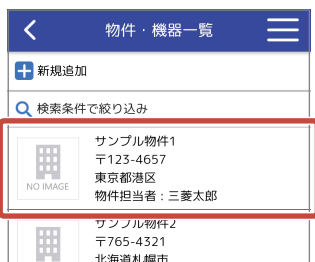 物件・機器一覧
新規追加
検索条件で絞り込み
サンプル物件1
〒123-4657
東京都港区
物件担当者：三菱太郎
NO IMAGE
サンプル物件2
〒765-4321
北海道札幌市